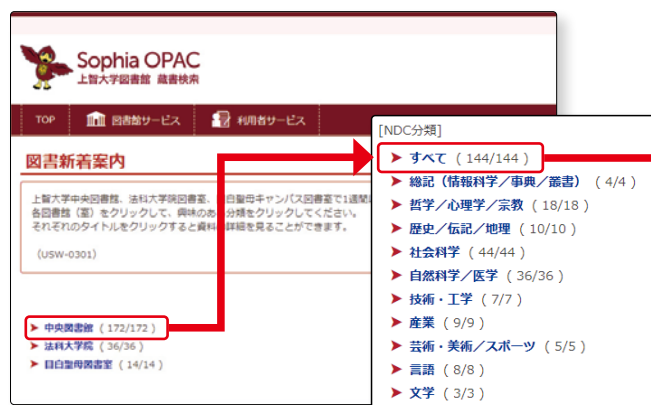 Sophia OPAC
上智大学図書館 蔵書検索
TOP 図書館サービス 利用者サービス
図書新着案内
上智大学中央図書館、法科大学院図書室、目白聖母キャンパス図書室で1週間
各図書館（室）をクリックして、興味のあ 分類をクリックしてください。
それぞれのタイトルをクリックすると資料 詳細を見ることができます。
（USW-0301）
中央図書館 ( 172/172 )
法科大学院 ( 36/36 )
目白聖母図書室 ( 14/14 )
[NDC分類]
すべて ( 144/144 )
総記（情報科学／事典／叢書） ( 4/4 )
哲学／心理学／宗教 ( 18/18 )
歴史／伝記／地理 ( 10/10 )
社会科学 ( 44/44 )
自然科学／医学 ( 36/36 )
技術・工学 ( 7/7 )
産業 ( 9/9 )
芸術・美術／スポーツ ( 5/5 )
言語 ( 8/8 )
文学 ( 3/3 )